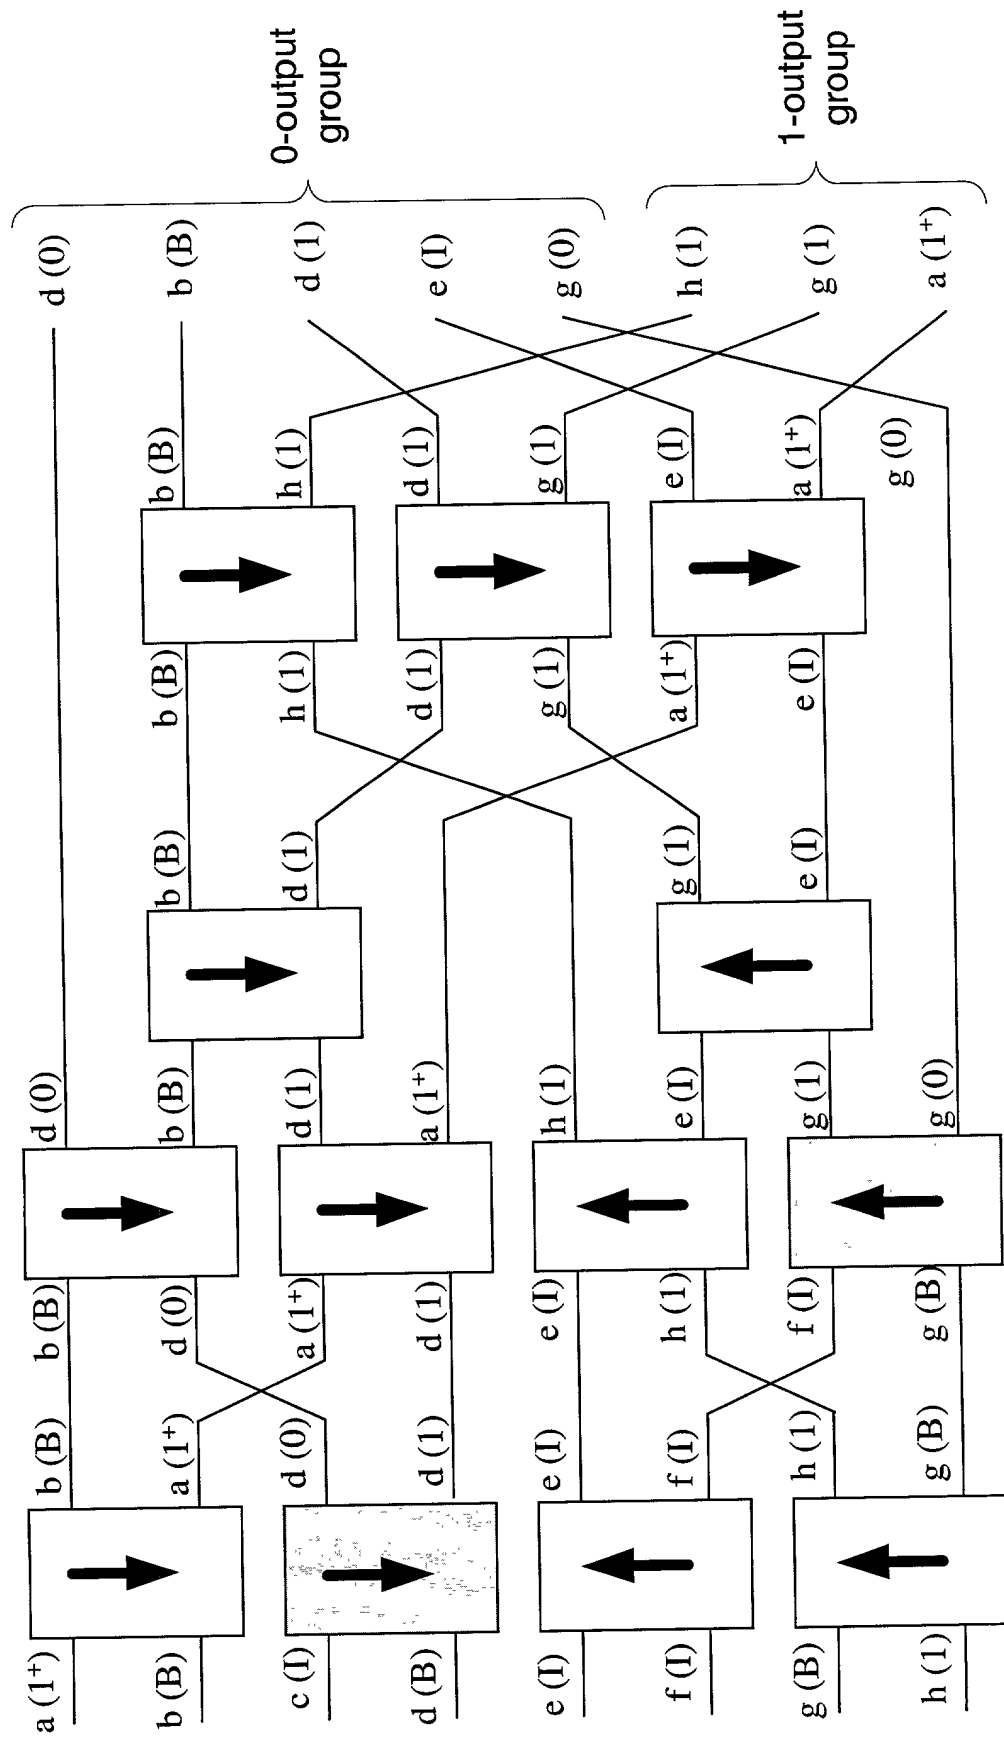 a (1+) b (B) b (B) d (0) d (0)
b (B) a (1+) d (0) b (B) b (B) b (B) b (B) b (B)
0-output
group
c (I) d (0) a (1+) d (1) d (1) h (1) h (1) d (1)
d (B) d (1) d (1) a (1+) d (1) d (1) e (I)
e (I) e (I) e (I) h (1) g (1) g (1) g (0)
f (I) f (I) h (1) e (I) g (1) a (1+) e (I) h (1)
1-output
group
g (B) h (1) f (I) g (1) e (I) e (I) a (1+) g (1)
h (1) g (B) g (B) g (0) g (0) a (1+)